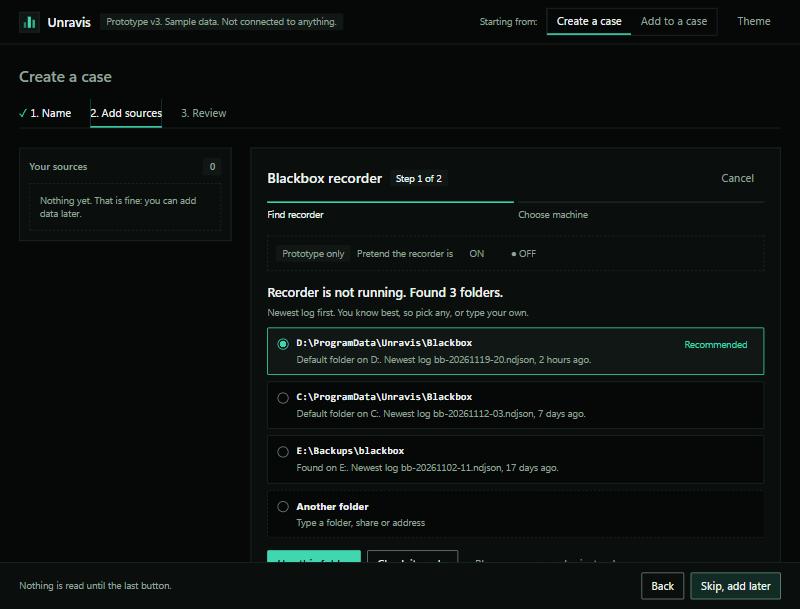 Unravis
Prototype v3. Sample data. Not connected to anything.
Starting from:
Create a case
Add to a case
Theme
Create a case
✓ 1. Name
2. Add sources
3. Review
Your sources
0
Nothing yet. That is fine: you can add
data later.
Blackbox recorder
Step 1 of 2
Cancel
Find recorder
Choose machine
Prototype only
Pretend the recorder is
ON
● OFF
Recorder is not running. Found 3 folders.
Newest log first. You know best, so pick any, or type your own.
D:\ProgramData\Unravis\Blackbox
Recommended
Default folder on D:. Newest log bb-20261119-20.ndjson, 2 hours ago.
C:\ProgramData\Unravis\Blackbox
Default folder on C:. Newest log bb-20261112-03.ndjson, 7 days ago.
E:\Backups\blackbox
Found on E:. Newest log bb-20261102-11.ndjson, 17 days ago.
Another folder
Type a folder, share or address
Nothing is read until the last button.
Back
Skip, add later